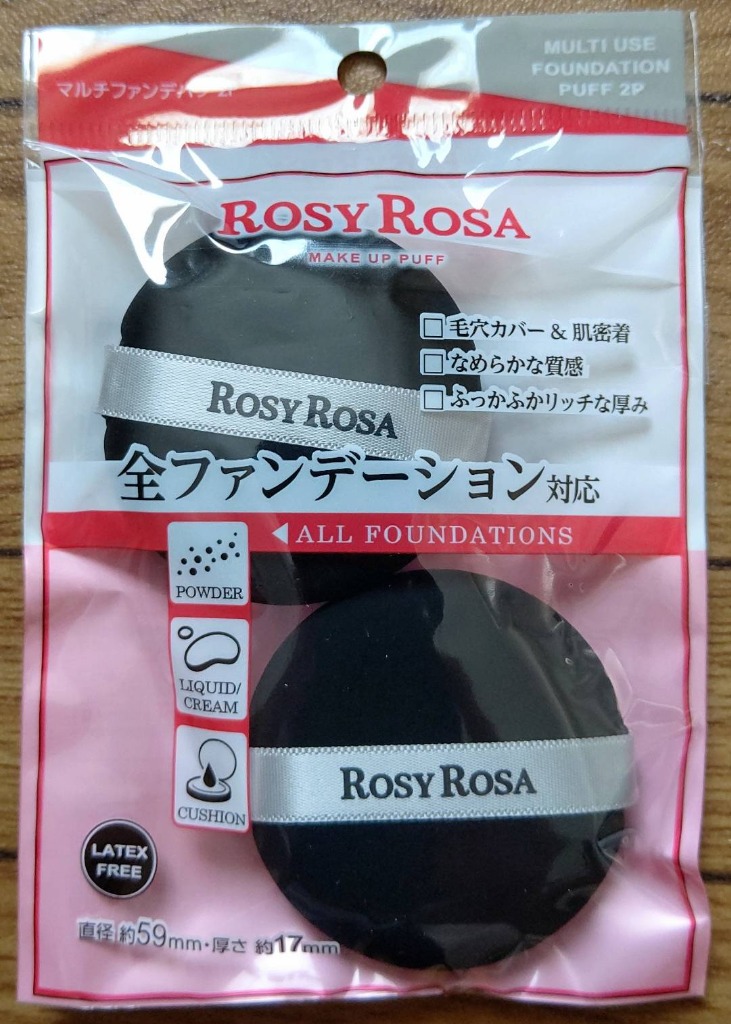 マルチファンデパフ 2P
MULTI USE
FOUNDATION
PUFF 2P
ROSY ROSA
MAKE UP PUFF
毛穴カバー & 肌密着
なめらかな質感
ふっかふかリッチな厚み
ROSY ROSA
全ファンデーション対応
ALL FOUNDATIONS
POWDER
LIQUID/
CREAM
CUSHION
ROSY ROSA
LATEX
FREE
直径 約59mm・厚さ 約17mm